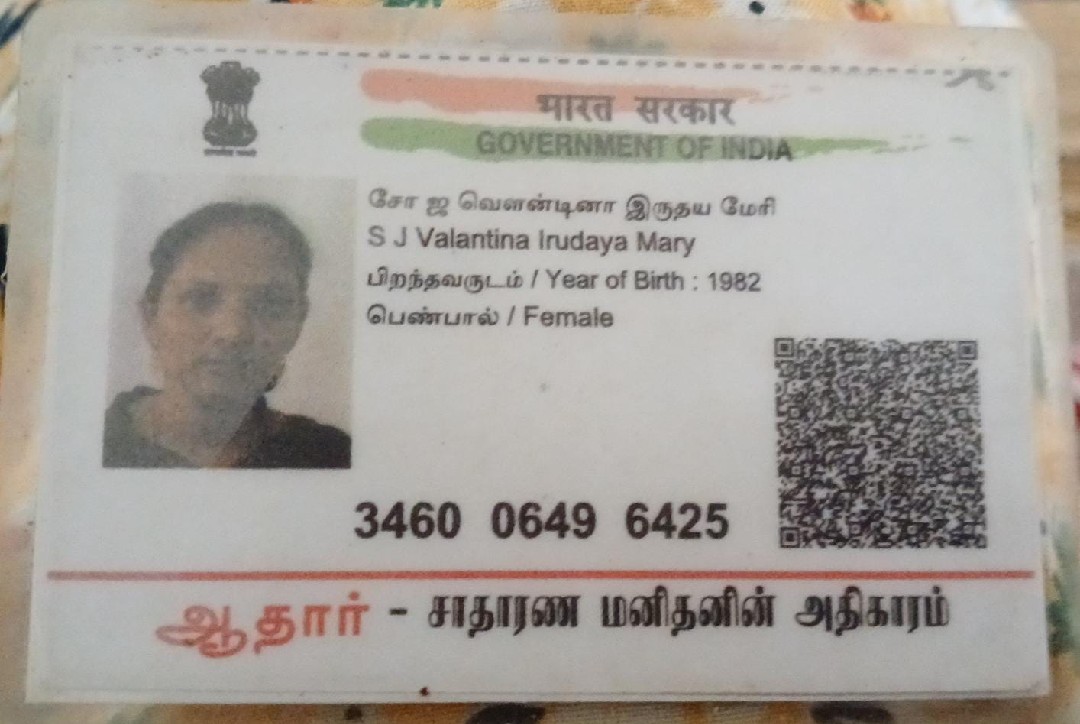 भारत सरकार
GOVERNMENT OF INDIA
சோ ஜ வௌன்டினா இருதய மேரி
S J Valantina Irudaya Mary
பிறந்தவருடம் / Year of Birth : 1982
பெண்பால் / Female
3460 0649 6425
ஆதார் - சாதாரண மனிதனின் அதிகாரம்